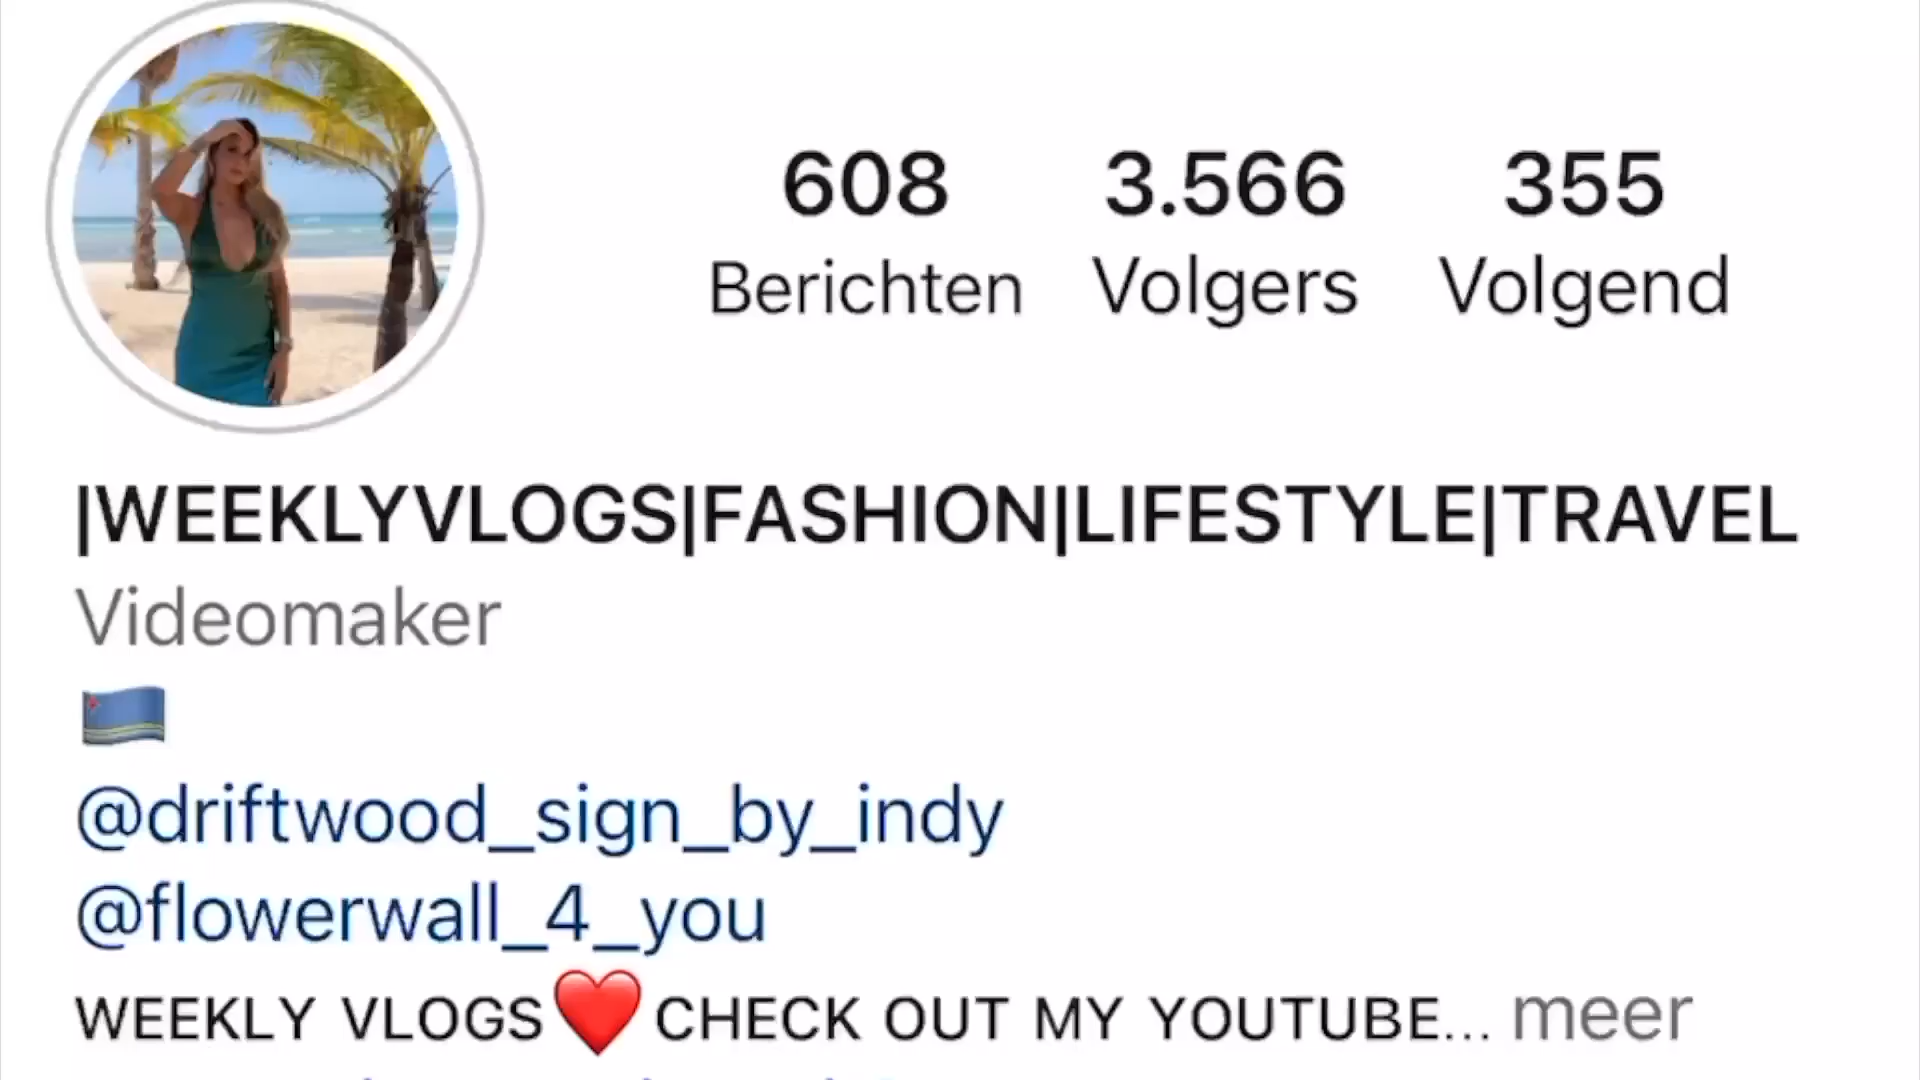 608 3.566 355
Berichten Volgers Volgend
|WEEKLYVLOGS|FASHION|LIFESTYLE|TRAVEL
Videomaker
@driftwood_sign_by_indy
@flowerwall_4_you
WEEKLY VLOGS❤️CHECK OUT MY YOUTUBE... meer